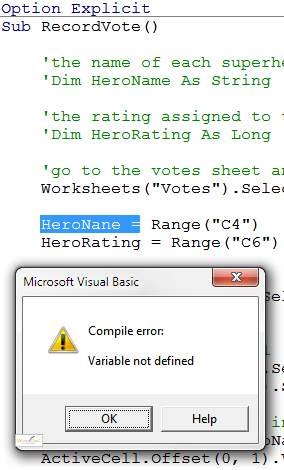 Option Explicit
Sub RecordVote()
'the name of each superhe
'Dim HeroName As String
'the rating assigned to t
'Dim HeroRating As Long
'go to the votes sheet an
Worksheets("Votes").Selec
HeroNane = Range("C4")
HeroRating = Range("C6")
Microsoft Visual Basic
Compile error:
Variable not defined
OK
Help
ActiveCell.Offset(0, 1).v